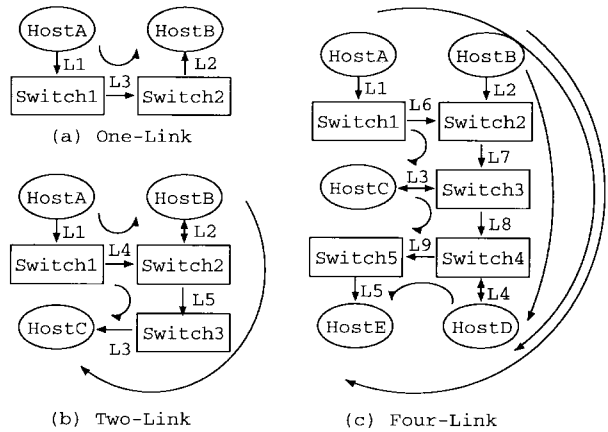 HostA
HostB
L1
L3
L2
Switch1
Switch2
(a) One-Link
HostA
HostB
L1
L4
L2
Switch1
Switch2
L5
HostC
L3
Switch3
(b) Two-Link
HostA
HostB
L1
L6
L2
Switch1
Switch2
L7
HostC
L3
Switch3
L8
Switch5
L9
Switch4
L5
L4
HostE
HostD
(c) Four-Link